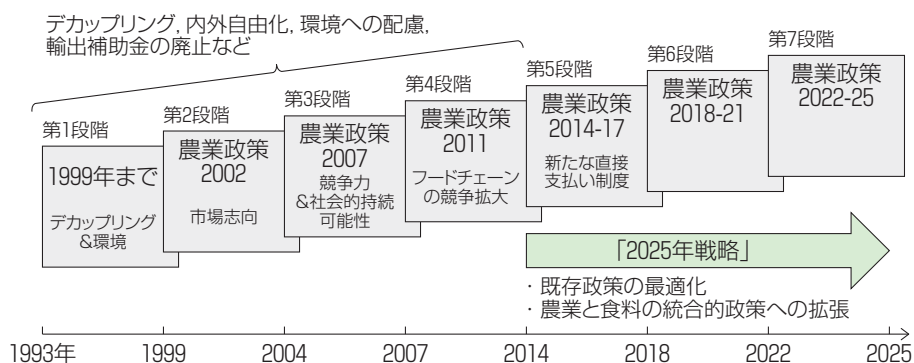 デカップリング, 内外自由化, 環境への配慮,
輸出補助金の廃止など
第1段階
1999年まで
デカップリング
&環境
第2段階
農業政策
2002
市場志向
第3段階
農業政策
2007
競争力
&社会的持続
可能性
第4段階
農業政策
2011
フードチェーン
の競争拡大
第5段階
農業政策
2014-17
新たな直接
支払い制度
第6段階
農業政策
2018-21
第7段階
農業政策
2022-25
「2025年戦略」
・既存政策の最適化
・農業と食料の統合的政策への拡張
1993年 1999 2004 2007 2014 2018 2022 2025